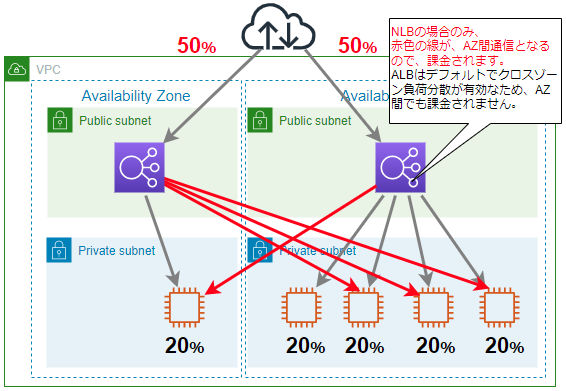 50%
50%
NLBの場合のみ、
赤色の線が、AZ間通信となる
ので、課金されます。
ALBはデフォルトでクロスゾー
ン負荷分散が有効なため、AZ
間でも課金されません。
VPC
Availability Zone
Availa
Public subnet
Public subnet
Private subnet
Private subnet
20%
20%
20%
20%
20%